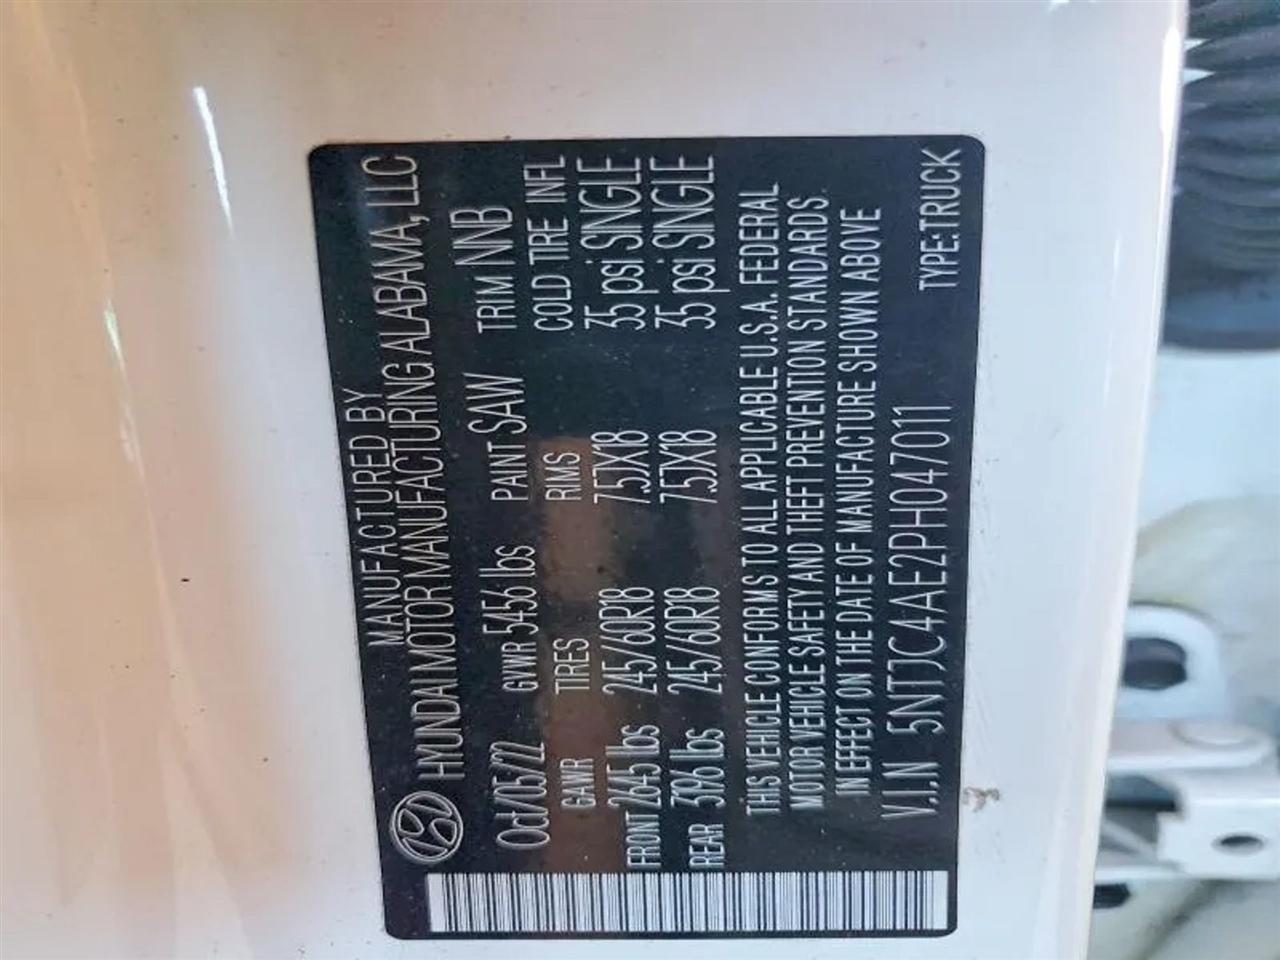 MANUFACTURED BY
HYUNDAI MOTOR MANUFACTURING ALABAMA, LLC
Oct/05/22 GVWR 5456 lbs PAINT SAW TRIM NNB
GAWR TIRES RIMS COLD TIRE INFL
FRONT 2645 lbs 245/60R18 7.5JX18 35 psi SINGLE
REAR 3196 lbs 245/60R18 7.5JX18 35 psi SINGLE
THIS VEHICLE CONFORMS TO ALL APPLICABLE U.S.A. FEDERAL
MOTOR VEHICLE SAFETY AND THEFT PREVENTION STANDARDS
IN EFFECT ON THE DATE OF MANUFACTURE SHOWN ABOVE
V.I.N 5NTJC4AE2PH047011 TYPE:TRUCK